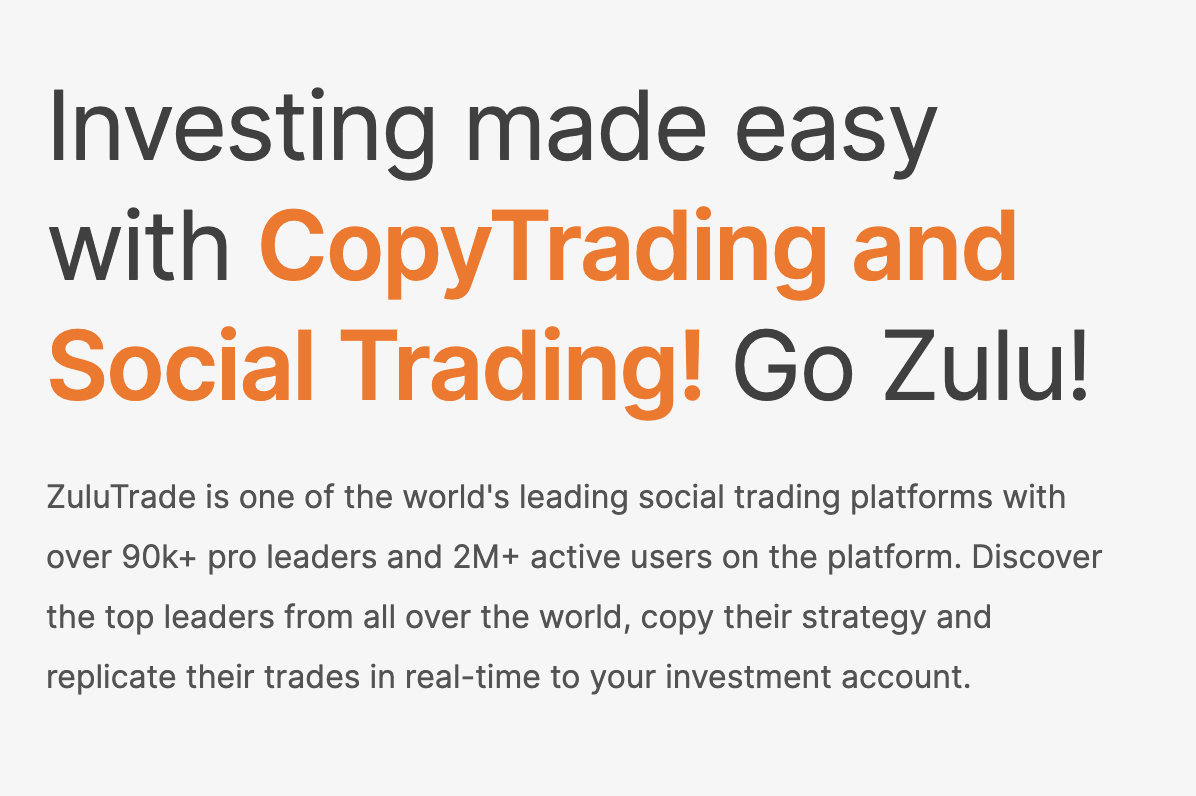 Investing made easy
with CopyTrading and
Social Trading! Go Zulu!
ZuluTrade is one of the world's leading social trading platforms with
over 90k+ pro leaders and 2M+ active users on the platform. Discover
the top leaders from all over the world, copy their strategy and
replicate their trades in real-time to your investment account.